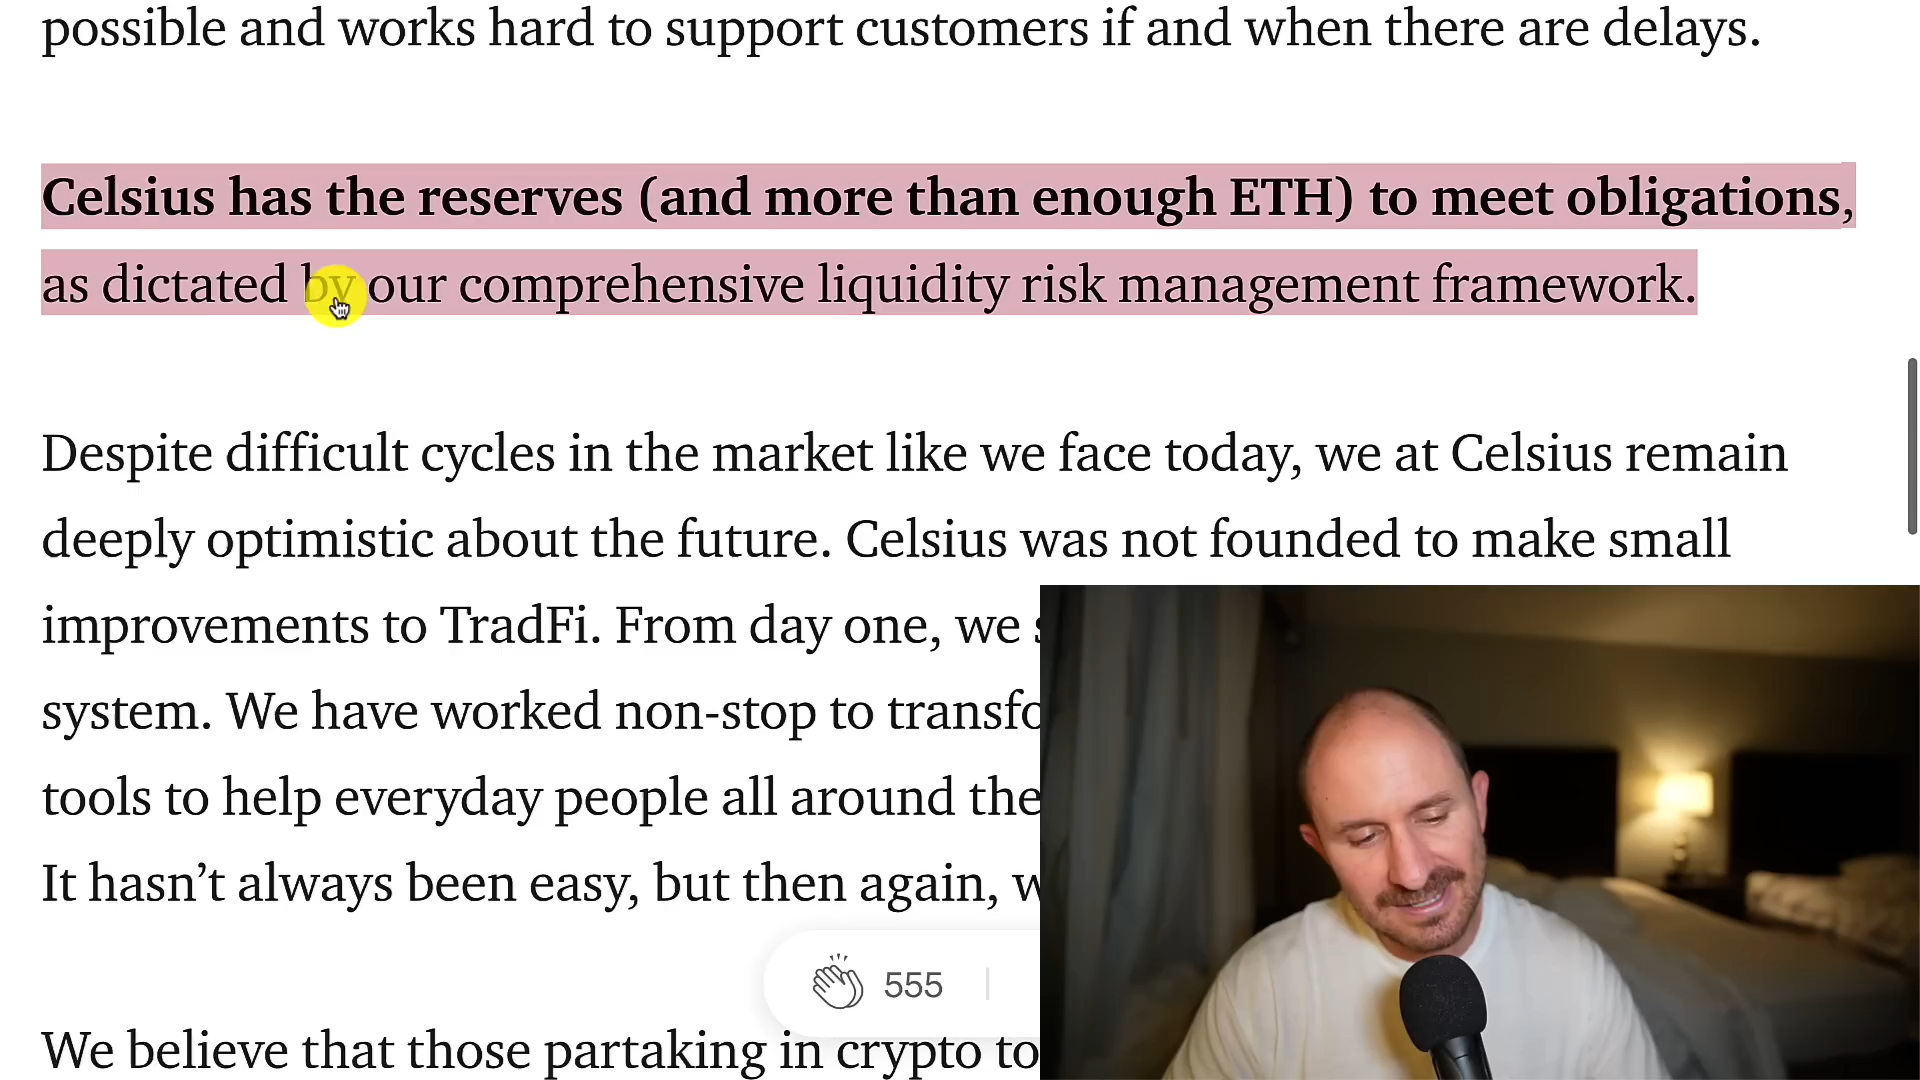 possible and works hard to support customers if and when there are delays.
Celsius has the reserves (and more than enough ETH) to meet obligations,
as dictated by our comprehensive liquidity risk management framework.
Despite difficult cycles in the market like we face today, we at Celsius remain
deeply optimistic about the future. Celsius was not founded to make small
improvements to TradFi. From day one, we
system. We have worked non-stop to transfo
tools to help everyday people all around the
It hasn’t always been easy, but then again,
555
We believe that those partaking in crypto to